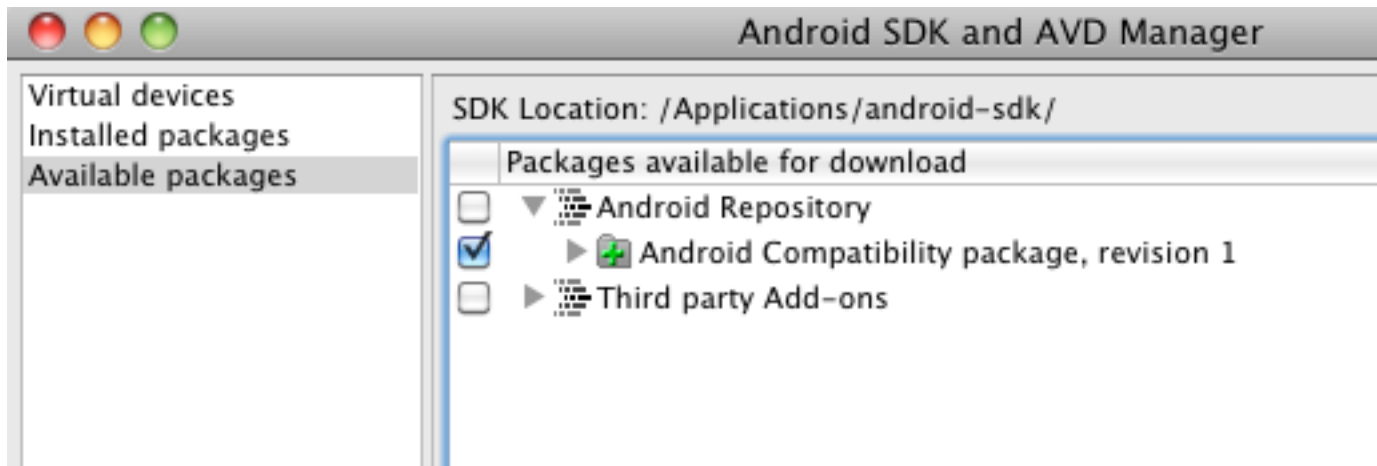 Android SDK and AVD Manager
Virtual devices
Installed packages
Available packages
SDK Location: /Applications/android-sdk/
Packages available for download
Android Repository
Android Compatibility package, revision 1
Third party Add-ons